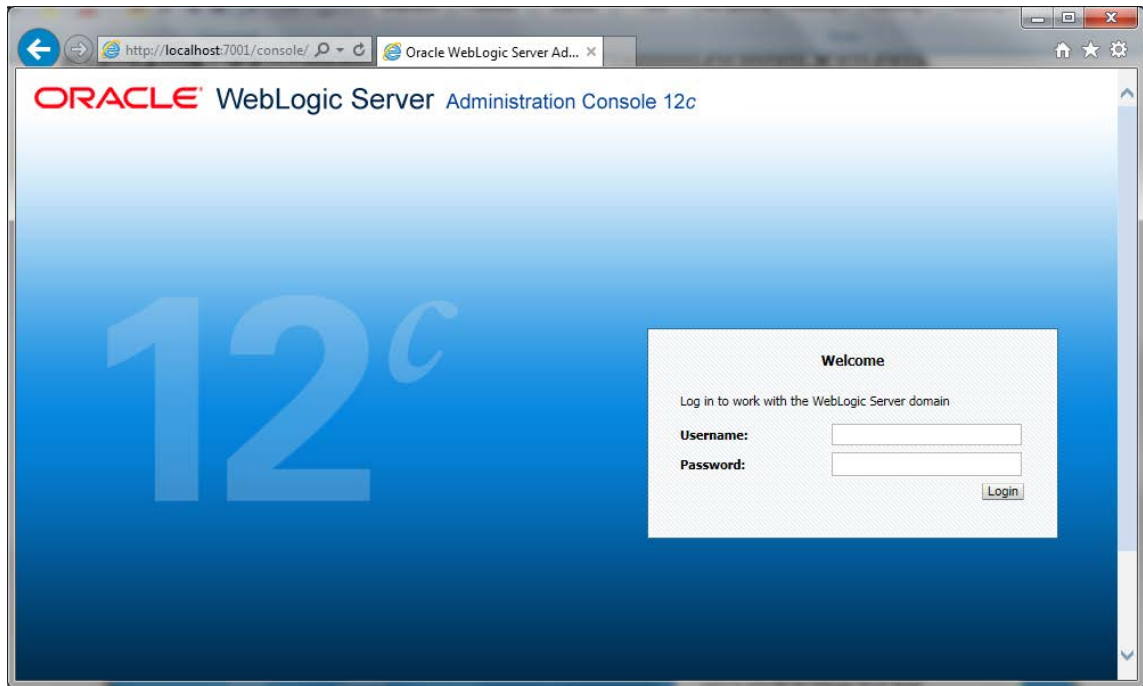 http://localhost:7001/console/
Oracle WebLogic Server Ad...
ORACLE WebLogic Server Administration Console 12c
12c
Welcome
Log in to work with the WebLogic Server domain
Username:
Password:
Login